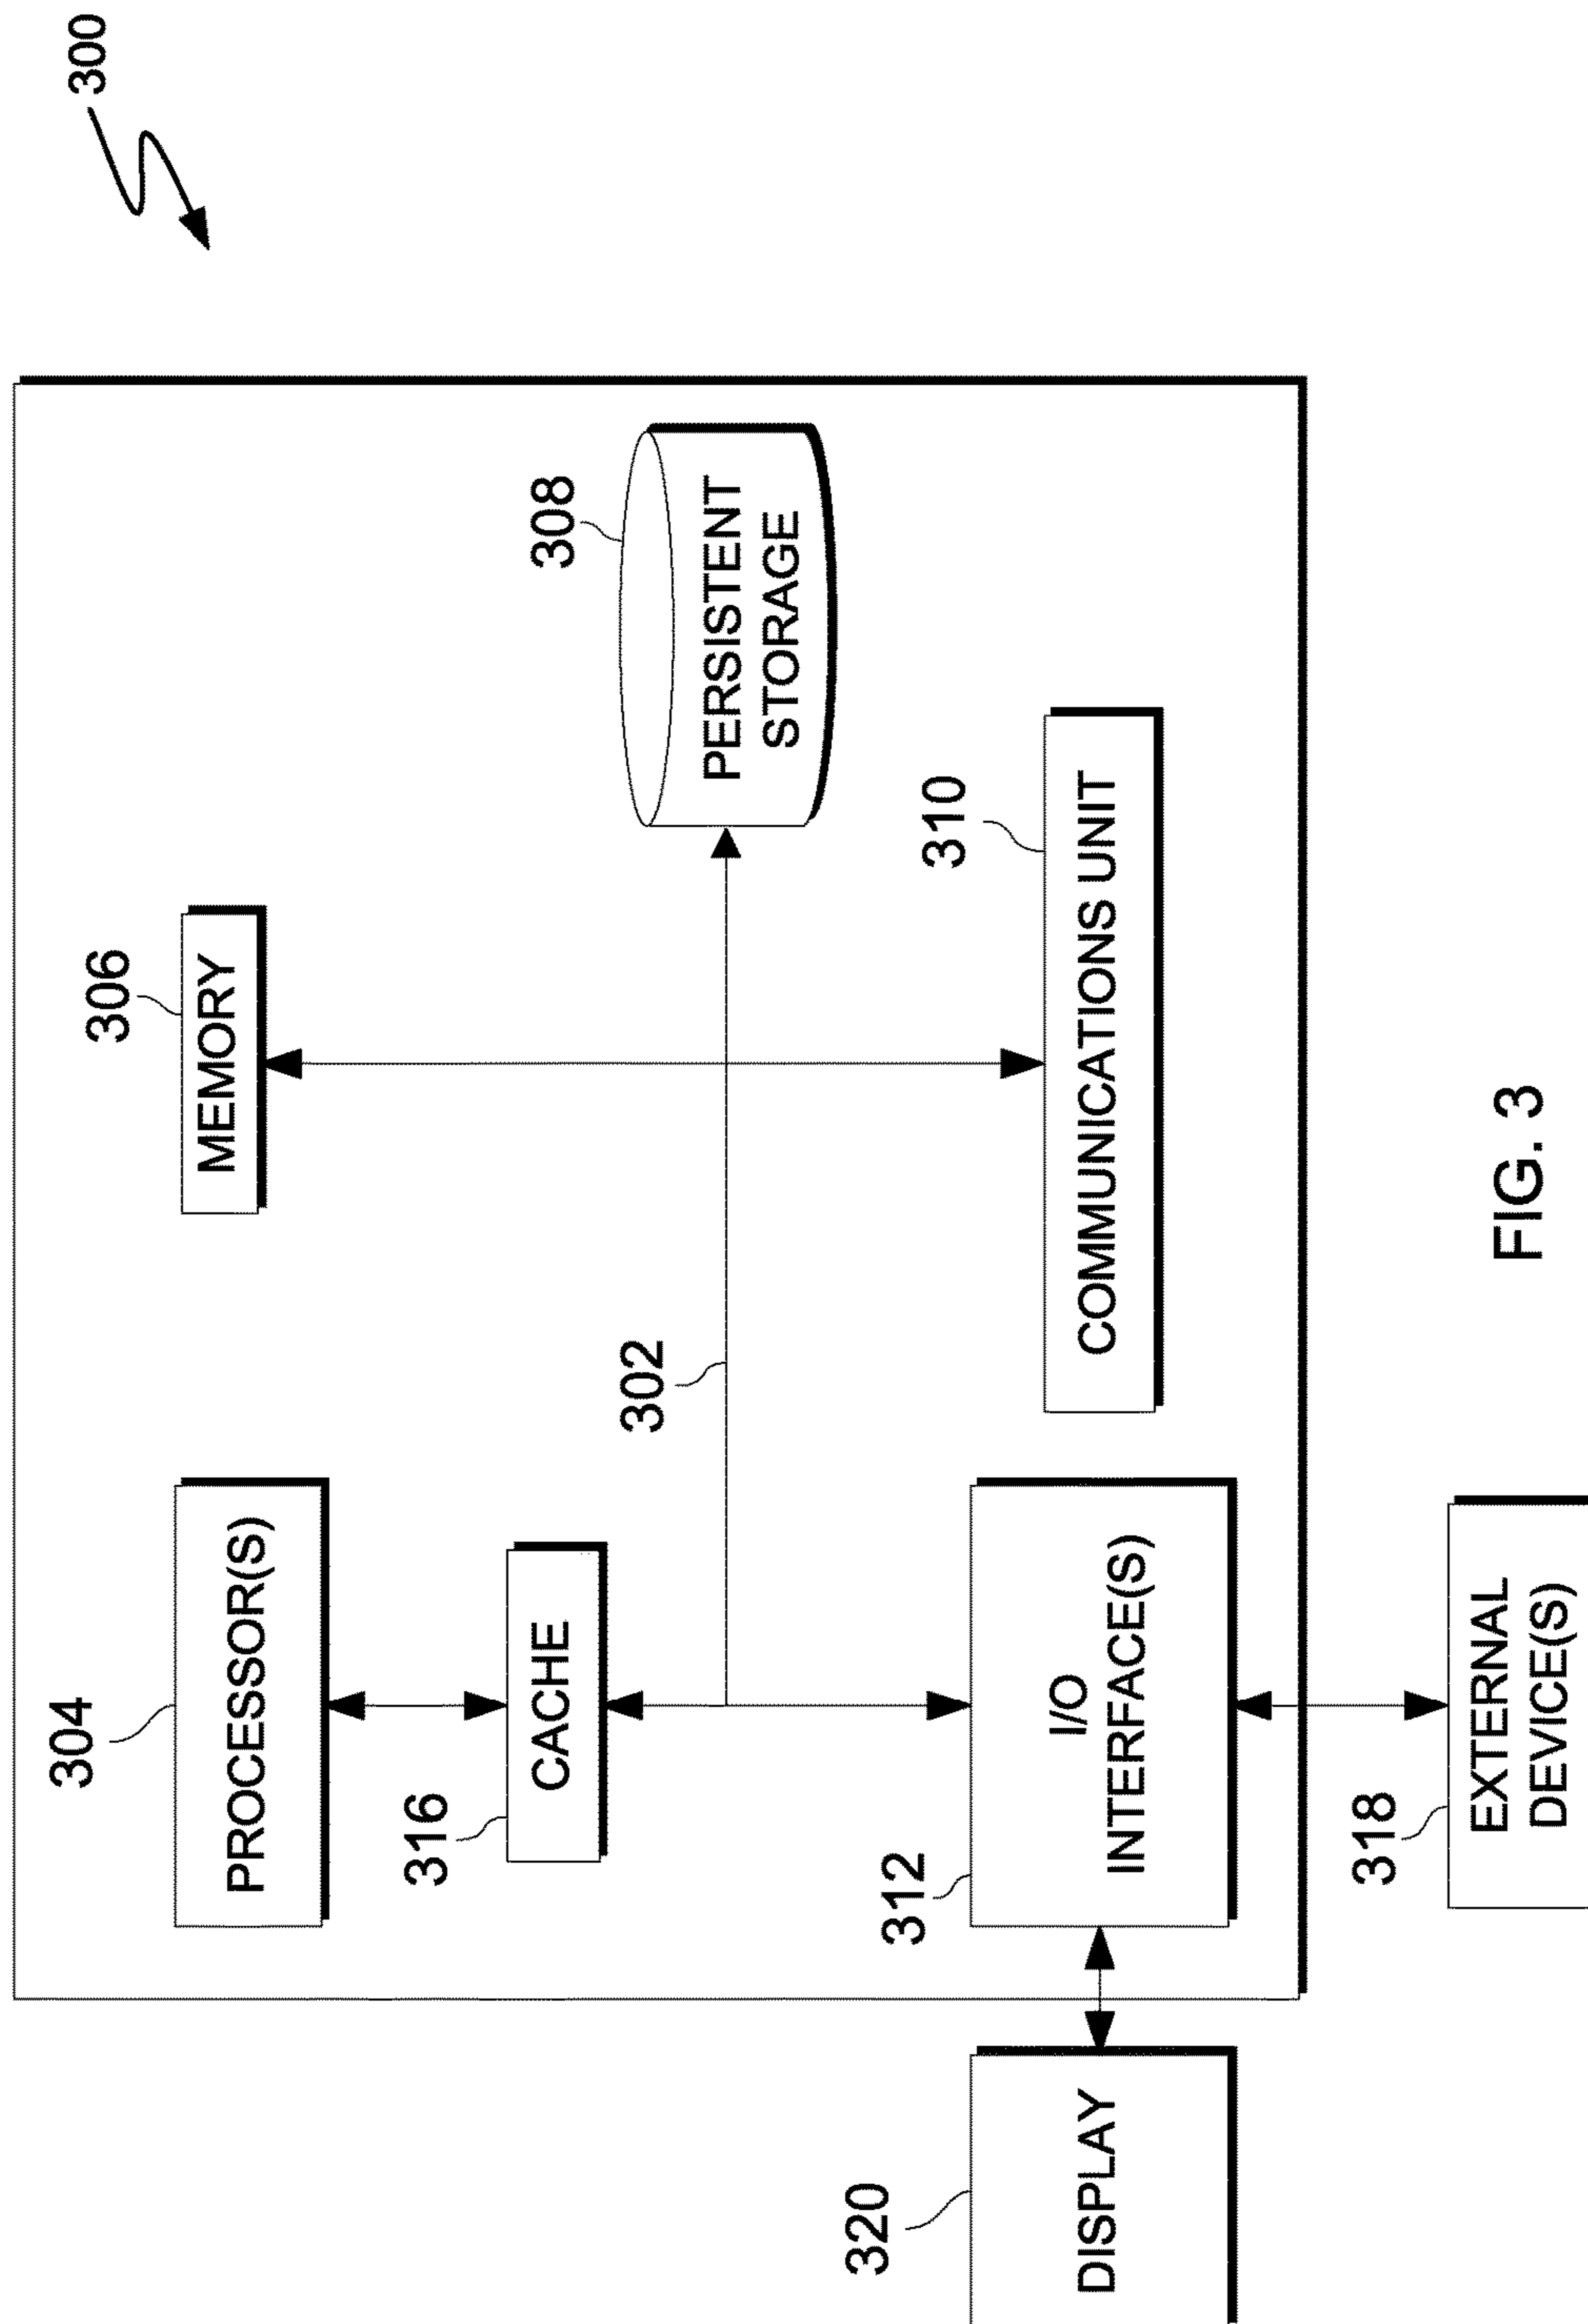 300
304
PROCESSOR(S)
306
MEMORY
316
CACHE
302
308
PERSISTENT
STORAGE
320
DISPLAY
312
I/O
INTERFACE(S)
310
COMMUNICATIONS UNIT
318
EXTERNAL
DEVICE(S)
FIG. 3